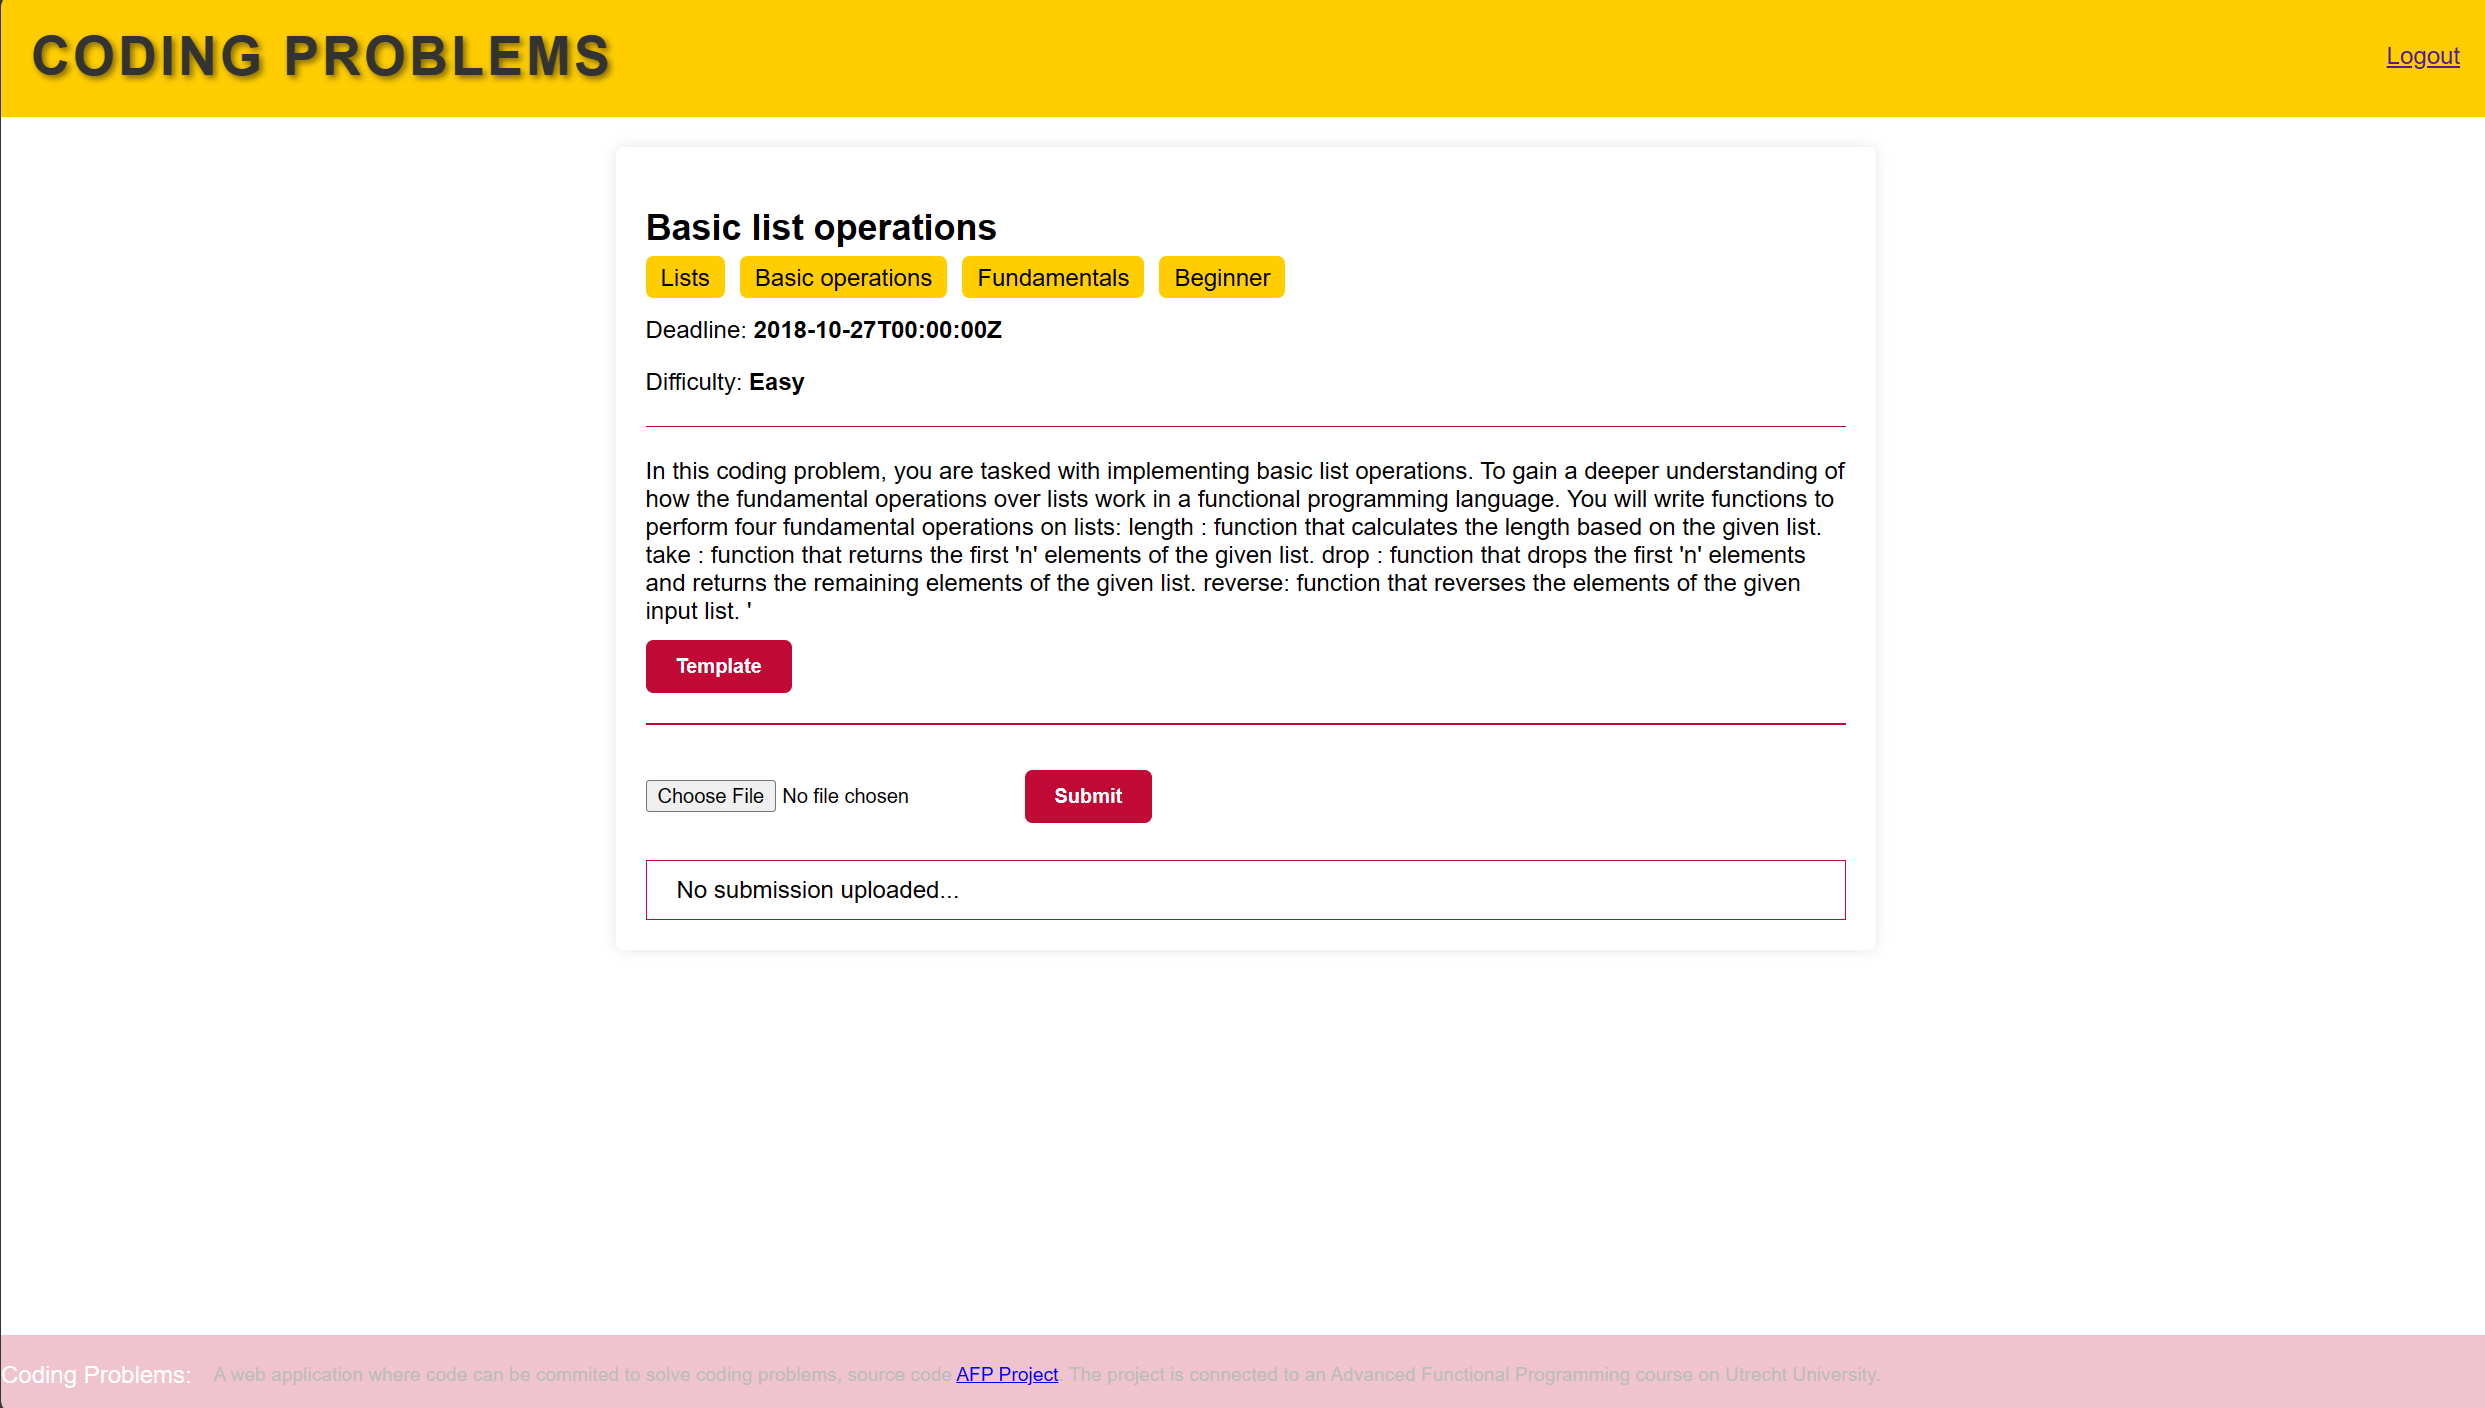 CODING PROBLEMS
Logout
Basic list operations
Lists Basic operations Fundamentals Beginner
Deadline: 2018-10-27T00:00:00Z
Difficulty: Easy
In this coding problem, you are tasked with implementing basic list operations. To gain a deeper understanding of
how the fundamental operations over lists work in a functional programming language. You will write functions to
perform four fundamental operations on lists: length : function that calculates the length based on the given list.
take : function that returns the first 'n' elements of the given list. drop : function that drops the first 'n' elements
and returns the remaining elements of the given list. reverse: function that reverses the elements of the given
input list. '
Template
Choose File No file chosen Submit
No submission uploaded...
Coding Problems: A web application where code can be commited to solve coding problems, source code AFP Project. The project is connected to an Advanced Functional Programming course on Utrecht University.